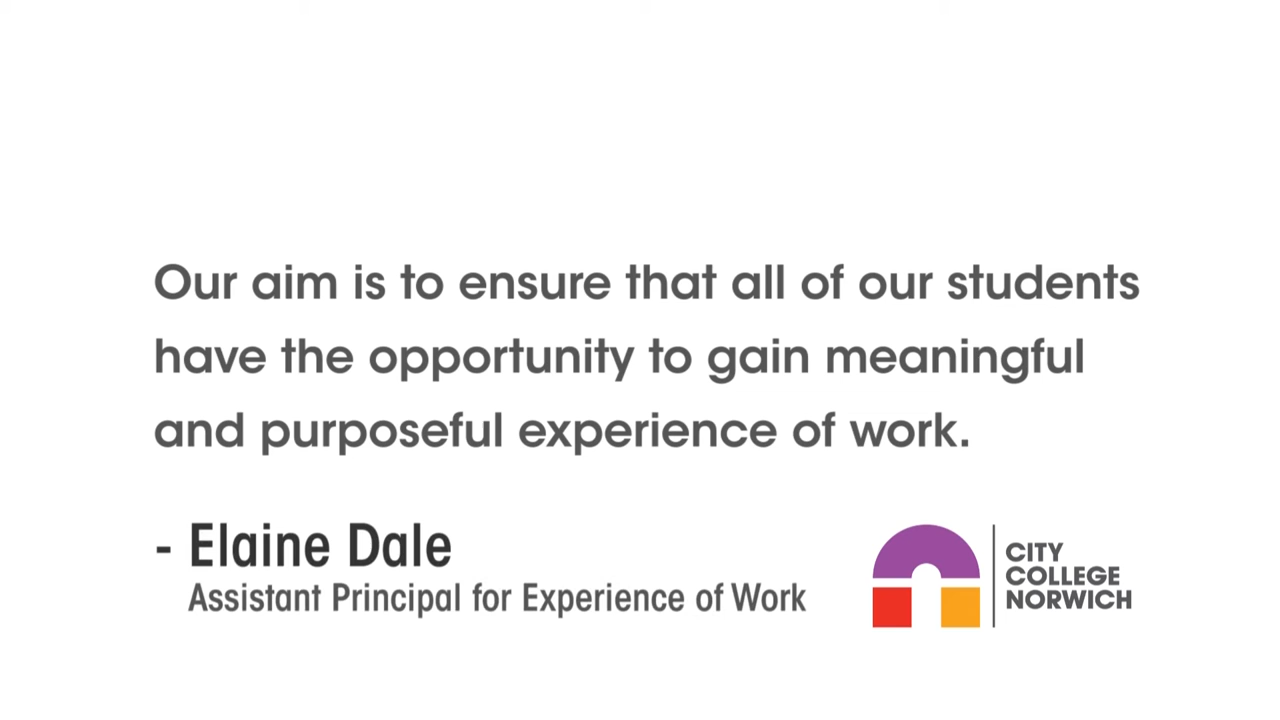 Our aim is to ensure that all of our students
have the opportunity to gain meaningful
and purposeful experience of work.
- Elaine Dale
Assistant Principal for Experience of Work
CITY
COLLEGE
NORWICH